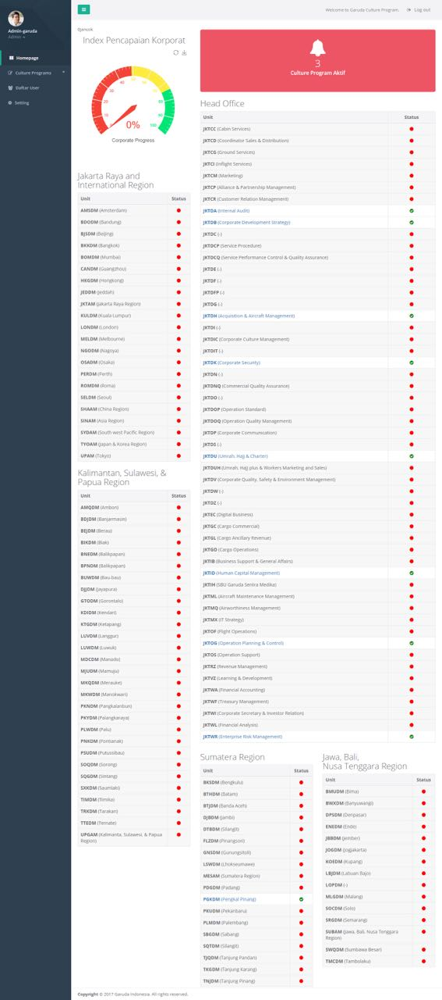 Admin-garuda
Admin
Homepage
Culture Programs
Daftar User
Setting
Welcome to Garuda Culture Program.
Log out
0jancok
Index Pencapaian Korporat
10
20
30
40
50
60
80
90
100
0%
Corporate Progress
3
Culture Program Aktif
Jakarta Raya and
International Region
Unit Status
AMSDM (Amsterdam)
BDODM (Bandung)
BJSDM (Beijing)
BKKDM (Bangkok)
BOMDM (Mumbai)
CANDM (Guangzhou)
HKGDM (Hongkong)
JEDDM (Jeddah)
JKTAM (Jakarta Raya Region)
KULDM (Kuala Lumpur)
LONDM (London)
MELDM (Melbourne)
NGODM (Nagoya)
OSADM (Osaka)
PERDM (Perth)
ROMDM (Roma)
SELDM (Seoul)
SHAAM (China Region)
SINAM (Asia Region)
SYDAM (South west Pacific Region)
TYOAM (Japan & Korea Region)
UPAM (Tokyo)
Kalimantan, Sulawesi, &
Papua Region
Unit Status
AMQDM (Ambon)
BDJDM (Banjarmasin)
BEJDM (Berau)
BIKDM (Biak)
BNEDM (Balikpapan)
BPNDM (Balikpapan)
BUWDM (Bau-bau)
DJJDM (Jayapura)
GTODM (Gorontalo)
KDIDM (Kendari)
KTGDM (Ketapang)
LUVDM (Langgur)
LUWDM (Luwuk)
MDCDM (Manado)
MJUDM (Mamuju)
MKQDM (Merauke)
MKWDM (Manokwari)
PKNDM (Pangkalanbun)
PKYDM (Palangkaraya)
PLWDM (Palu)
PNKDM (Pontianak)
PSUDM (Putussibau)
SOQDM (Sorong)
SQGDM (Sintang)
SXKDM (Saumlaki)
TIMDM (Timika)
TRKDM (Tarakan)
TTEDM (Ternate)
UPGAM (Kalimanta, Sulawesi, & Papua
Region)
Head Office
Unit Status
JKTCC (Cabin Services)
JKTCD (Coordinator Sales & Distribution)
JKTCG (Ground Services)
JKTCI (Inflight Services)
JKTCM (Marketing)
JKTCP (Alliance & Partnership Management)
JKTCR (Customer Relation Management)
JKTDA (Internal Audit)
JKTDB (Corporate Development Strategy)
JKTDC (-)
JKTDCP (Service Procedure)
JKTDCQ (Service Performance Control & Quality Assurance)
JKTDE (-)
JKTDF (-)
JKTDFP (-)
JKTDG (-)
JKTDH (Acquisition & Aircraft Management)
JKTDI (-)
JKTDIC (Corporate Culture Management)
JKTDIT (-)
JKTDK (Corporate Security)
JKTDN (-)
JKTDNQ (Commercial Quality Assurance)
JKTDO (-)
JKTDOP (Operation Standard)
JKTDOQ (Operation Quality Management)
JKTDP (Corporate Communication)
JKTDS (-)
JKTDU (Umrah, Hajj & Charter)
JKTDUH (Umrah, Hajj plus & Workers Marketing and Sales)
JKTDV (Corporate Quality, Safety & Environment Management)
JKTDW (-)
JKTDZ (-)
JKTEC (Digital Business)
JKTGC (Cargo Commercial)
JKTGL (Cargo Ancillary Revenue)
JKTGO (Cargo Operations)
JKTIB (Business Support & General Affairs)
JKTID (Human Capital Management)
JKTIH (SBU Garuda Sentra Medika)
JKTML (Aircraft Maintenance Management)
JKTMQ (Airworthiness Management)
JKTMX (IT Strategy)
JKTOF (Flight Operations)
JKTOG (Operation Planning & Control)
JKTOS (Operation Support)
JKTRZ (Revenue Management)
JKTVZ (Learning & Development)
JKTWA (Financial Accounting)
JKTWF (Treasury Management)
JKTWI (Corporate Secretary & Investor Relation)
JKTWL (Financial Analysis)
JKTWR (Enterprise Risk Management)
Sumatera Region
Unit Status
BKSDM (Bengkulu)
BTHDM (Batam)
BTJDM (Banda Aceh)
DJBDM (Jambi)
DTBDM (Silangit)
FLZDM (Pinangsori)
GNSDM (Gunungsitoli)
LSWDM (Lhokseumawe)
MESAM (Sumatera Region)
PDGDM (Padang)
PGKDM (Pengkal Pinang)
PKUDM (Pekanbaru)
PLMDM (Palembang)
SBGDM (Sabang)
SQTDM (Silangit)
TJQDM (Tanjung Pandan)
TKGDM (Tanjung Karang)
TNJDM (Tanjung Pinang)
Jawa, Bali,
Nusa Tenggara Region
Unit Status
BMUDM (Bima)
BWXDM (Banyuwangi)
DPSDM (Denpasar)
ENEDM (Ende)
JBBDM (Jember)
JOGDM (Jogjakarta)
KOEDM (Kupang)
LBJDM (Labuan Bajo)
LOPDM (-)
MLGDM (Malang)
SOCDM (Solo)
SRGDM (Semarang)
SUBAM (Jawa, Bali, Nusa Tenggara
Region)
SWQDM (Sumbawa Besar)
TMCDM (Tambolaku)
Copyright © 2017 Garuda Indonesia. All rights reserved.